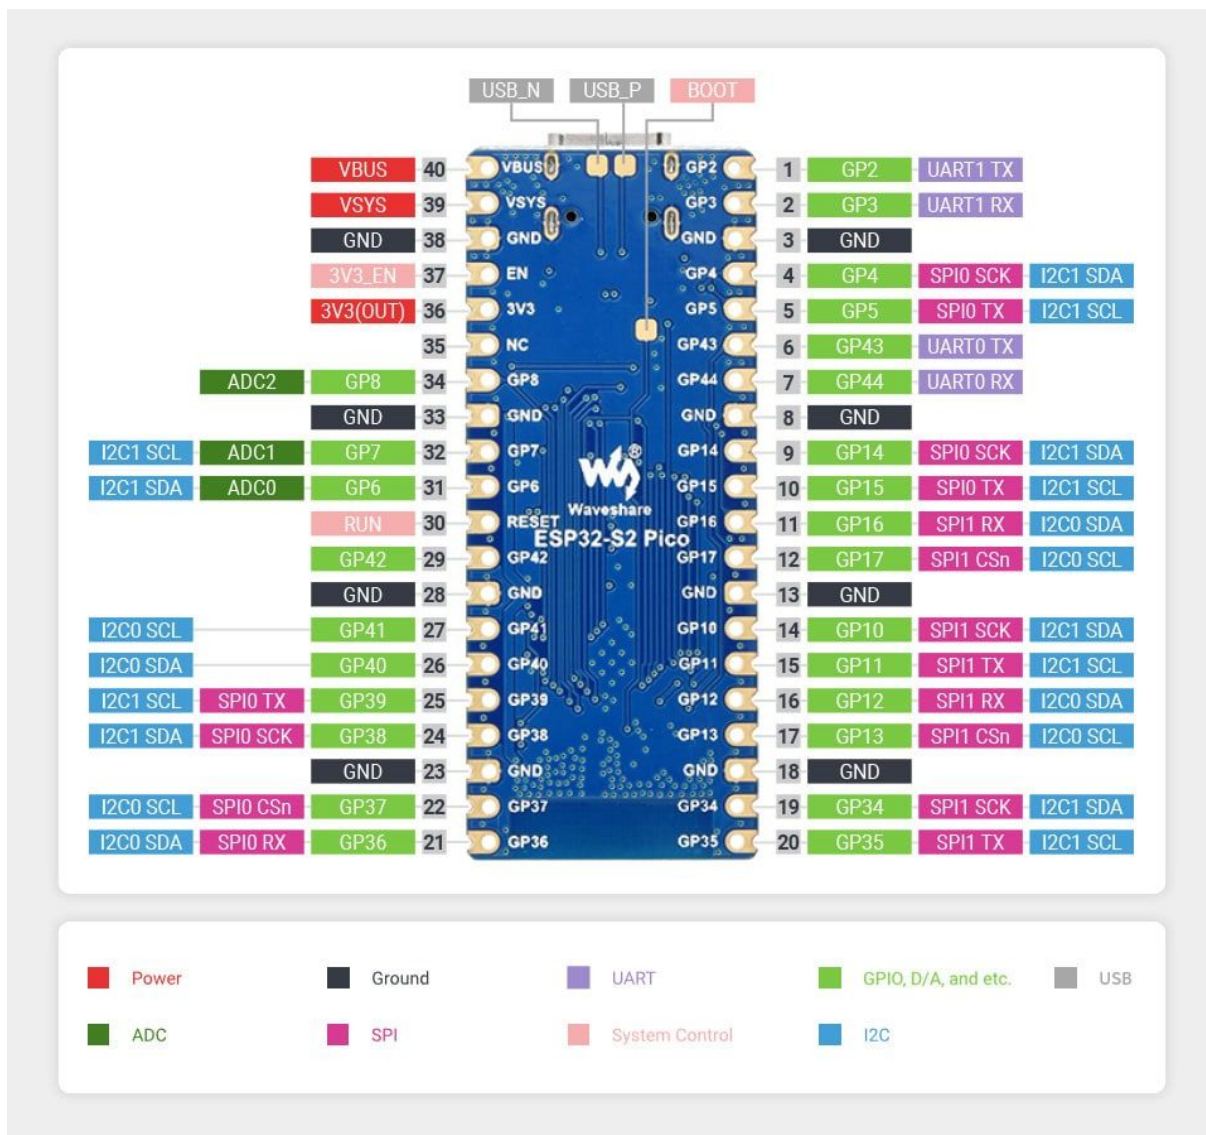 USB_N USB_P BOOT
VBUS 40 VBUS GP2 1 GP2 UART1 TX
VSYS 39 VSYS GP3 2 GP3 UART1 RX
GND 38 GND GND 3 GND
3V3_EN 37 EN GP4 4 GP4 SPI0 SCK I2C1 SDA
3V3(OUT) 36 3V3 GP5 5 GP5 SPI0 TX I2C1 SCL
35 NC GP43 6 GP43 UART0 TX
ADC2 GP8 34 GP8 GP44 7 GP44 UART0 RX
GND 33 GND GND 8 GND
I2C1 SCL ADC1 GP7 32 GP7 GP14 9 GP14 SPI0 SCK I2C1 SDA
I2C1 SDA ADC0 GP6 31 GP6 GP15 10 GP15 SPI0 TX I2C1 SCL
Waveshare
RUN 30 RESET GP16 11 GP16 SPI1 RX I2C0 SDA
ESP32-S2 Pico
GP42 29 GP42 GP17 12 GP17 SPI1 CSn I2C0 SCL
GND 28 GND GND 13 GND
I2C0 SCL GP41 27 GP41 GP10 14 GP10 SPI1 SCK I2C1 SDA
I2C0 SDA GP40 26 GP40 GP11 15 GP11 SPI1 TX I2C1 SCL
I2C1 SCL SPI0 TX GP39 25 GP39 GP12 16 GP12 SPI1 RX I2C0 SDA
I2C1 SDA SPI0 SCK GP38 24 GP38 GP13 17 GP13 SPI1 CSn I2C0 SCL
GND 23 GND GND 18 GND
I2C0 SCL SPI0 CSn GP37 22 GP37 GP34 19 GP34 SPI1 SCK I2C1 SDA
I2C0 SDA SPI0 RX GP36 21 GP36 GP35 20 GP35 SPI1 TX I2C1 SCL
Power Ground UART GPIO, D/A, and etc. USB
ADC SPI System Control I2C